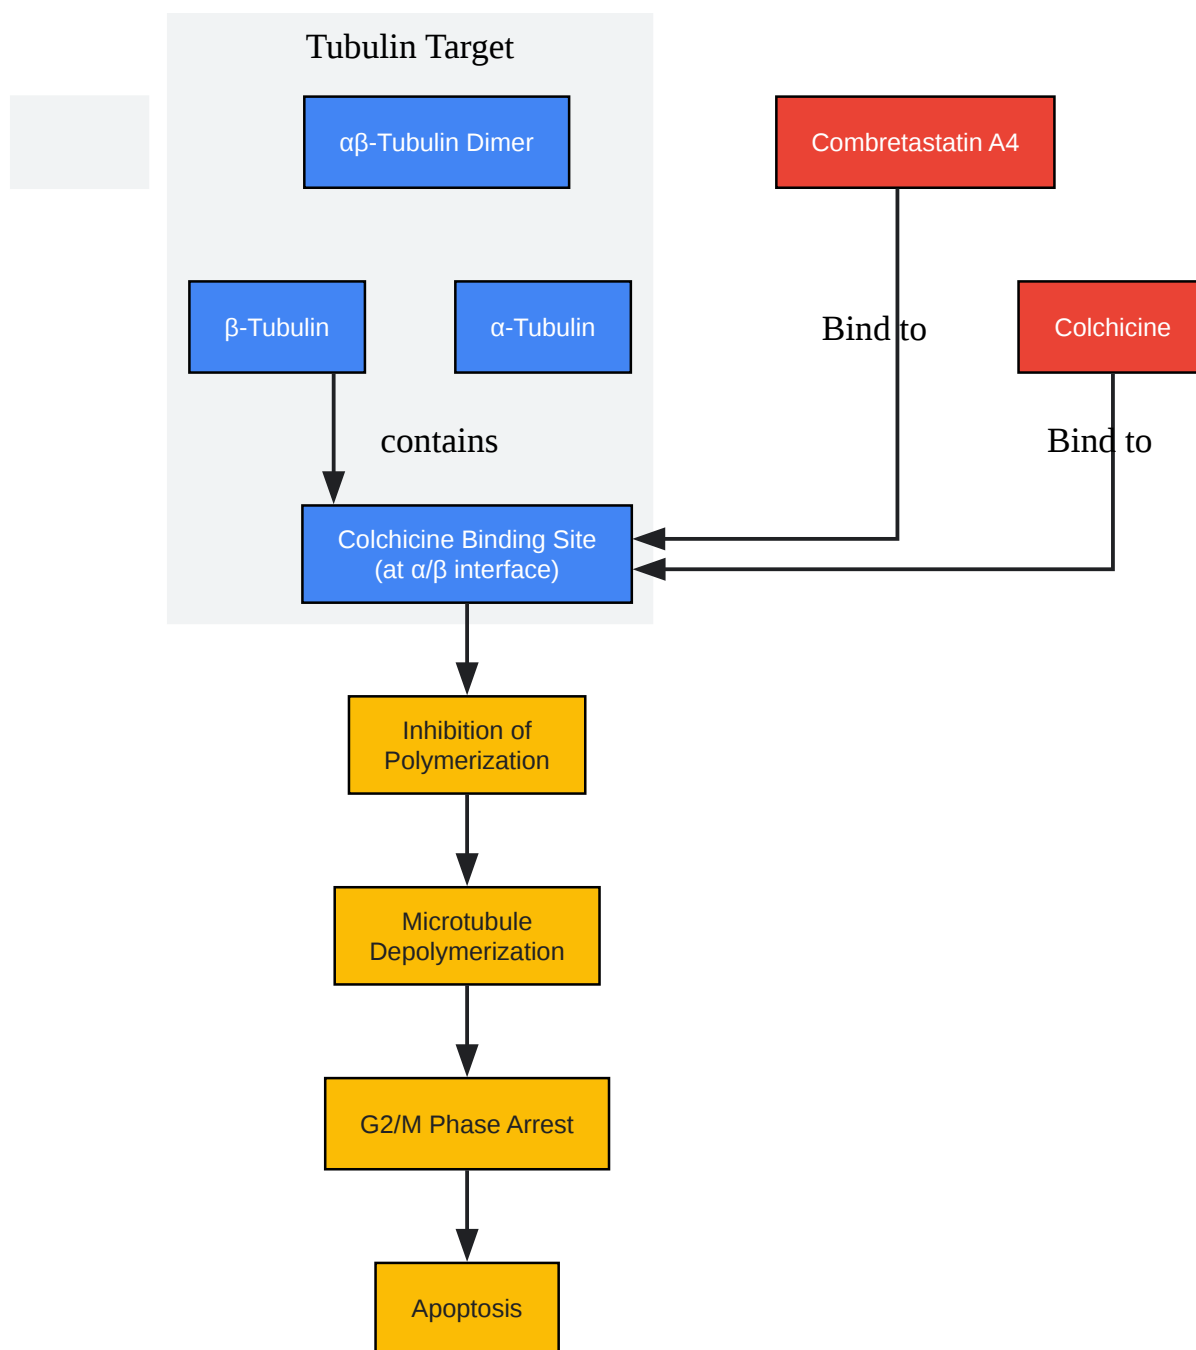 Tubulin Target
αβ-Tubulin Dimer
Combretastatin A4
β-Tubulin
α-Tubulin
Bind to
Colchicine
contains
Bind to
Colchicine Binding Site
(at α/β interface)
Inhibition of
Polymerization
Microtubule
Depolymerization
G2/M Phase Arrest
Apoptosis